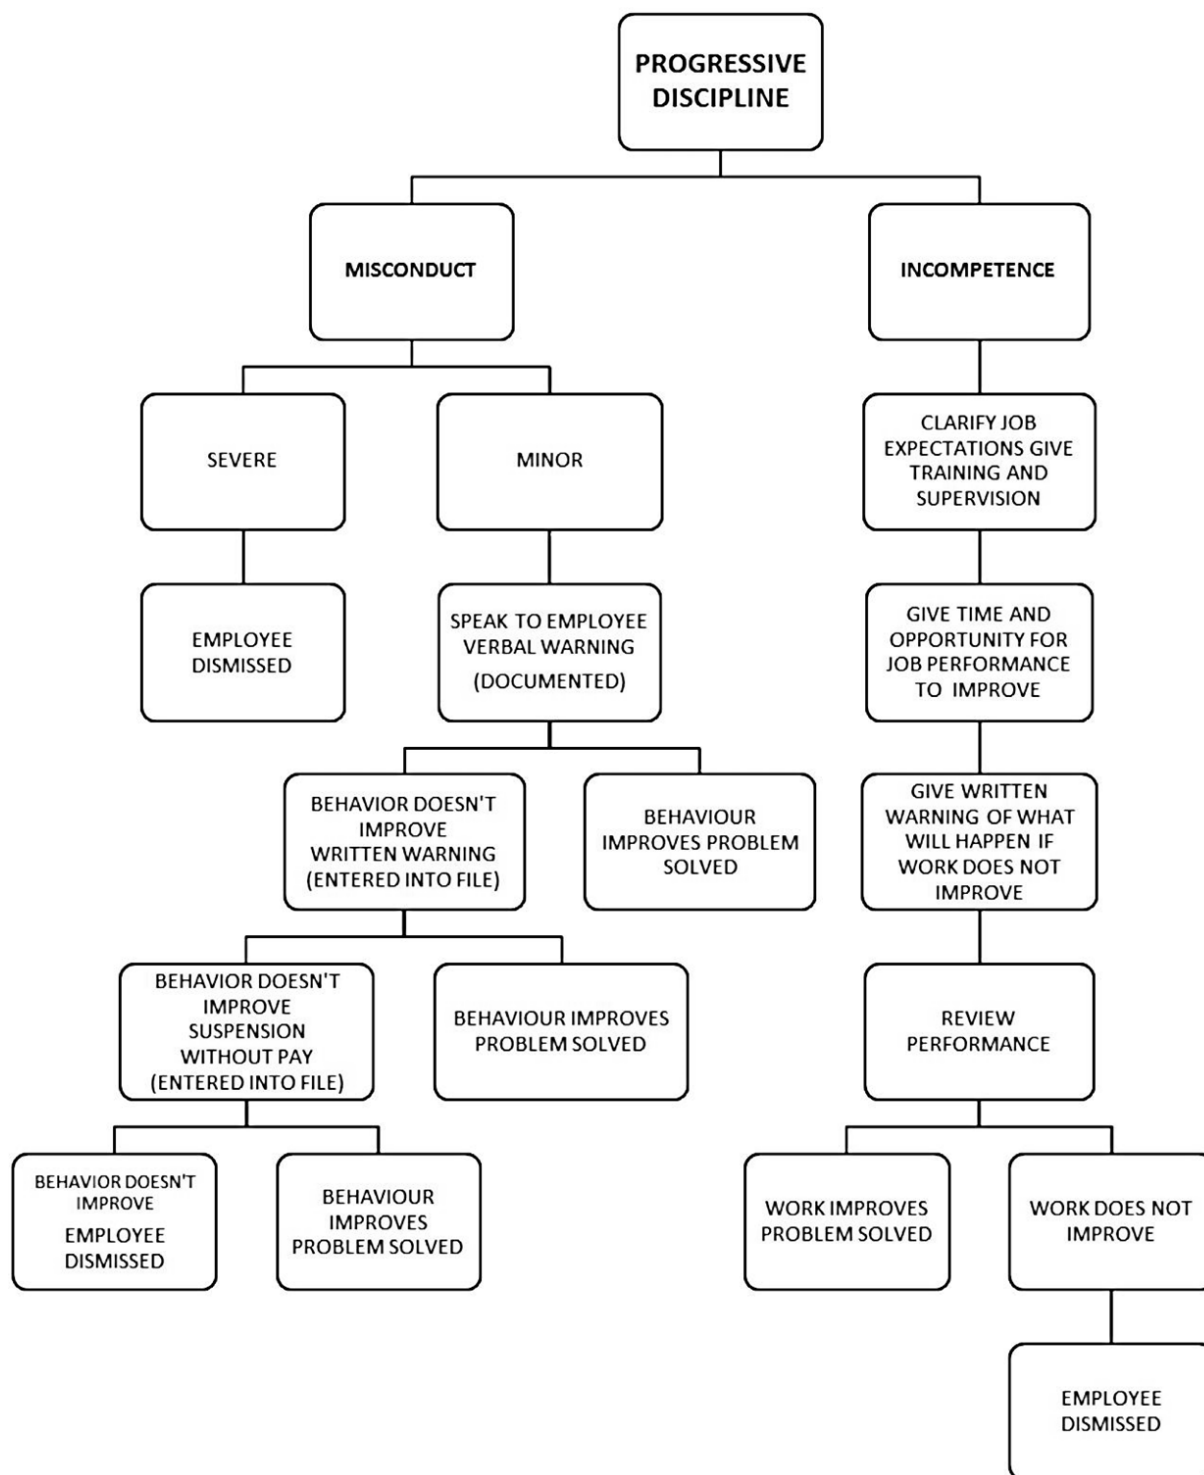 PROGRESSIVE
DISCIPLINE
MISCONDUCT
INCOMPETENCE
SEVERE
MINOR
CLARIFY JOB
EXPECTATIONS GIVE
TRAINING AND
SUPERVISION
EMPLOYEE
DISMISSED
SPEAK TO EMPLOYEE
VERBAL WARNING
(DOCUMENTED)
GIVE TIME AND
OPPORTUNITY FOR
JOB PERFORMANCE
TO IMPROVE
BEHAVIOR DOESN'T
IMPROVE
WRITTEN WARNING
(ENTERED INTO FILE)
BEHAVIOUR
IMPROVES PROBLEM
SOLVED
GIVE WRITTEN
WARNING OF WHAT
WILL HAPPEN IF
WORK DOES NOT
IMPROVE
BEHAVIOR DOESN'T
IMPROVE
SUSPENSION
WITHOUT PAY
(ENTERED INTO FILE)
BEHAVIOUR IMPROVES
PROBLEM SOLVED
REVIEW
PERFORMANCE
BEHAVIOR DOESN'T
IMPROVE
EMPLOYEE
DISMISSED
BEHAVIOUR
IMPROVES
PROBLEM SOLVED
WORK IMPROVES
PROBLEM SOLVED
WORK DOES NOT
IMPROVE
EMPLOYEE
DISMISSED